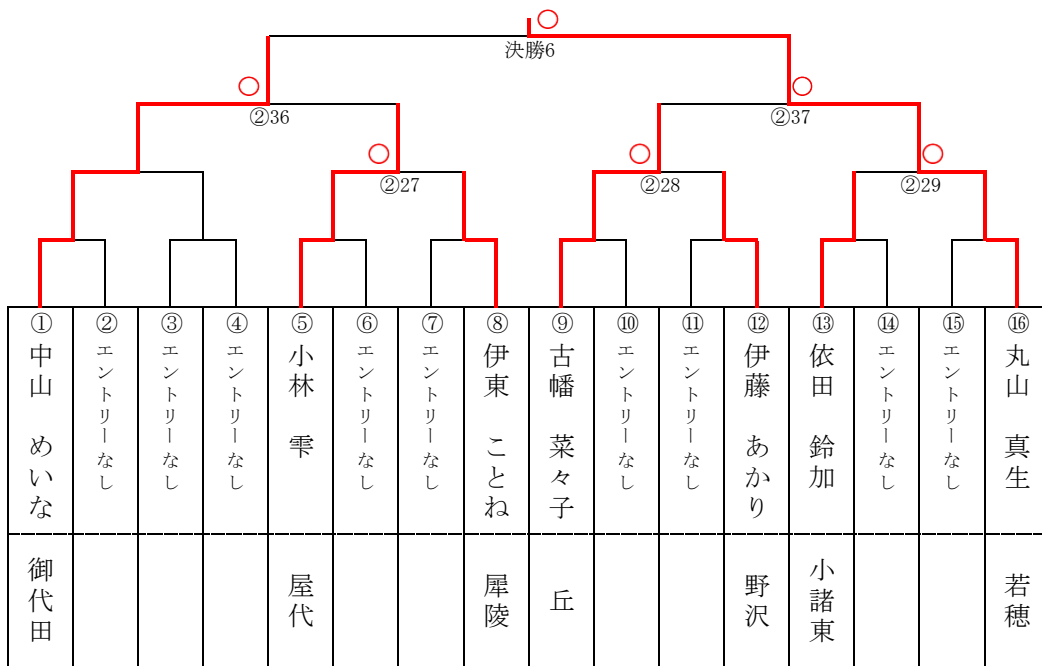 決勝6
②36
②37
②27
②28
②29
① 中山 めいな 御代田
② エントリーなし
③ エントリーなし
④ エントリーなし
⑤ 小林 雫 屋代
⑥ エントリーなし
⑦ エントリーなし
⑧ 伊東 ことね 犀陵
⑨ 古幡 菜々子 丘
⑩ エントリーなし
⑪ エントリーなし
⑫ 伊藤 あかり 野沢
⑬ 依田 鈴加 小諸東
⑭ エントリーなし
⑮ エントリーなし
⑯ 丸山 真生 若穂